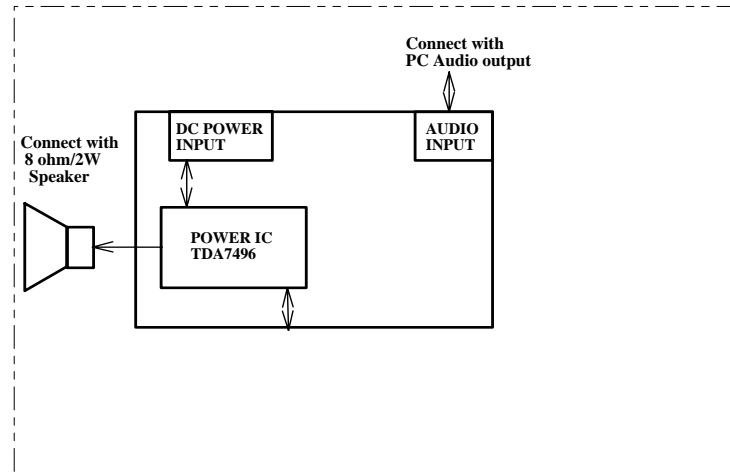 Connect with
PC Audio output
DC POWER
INPUT
AUDIO
INPUT
Connect with
8 ohm/2W
Speaker
POWER IC
TDA7496